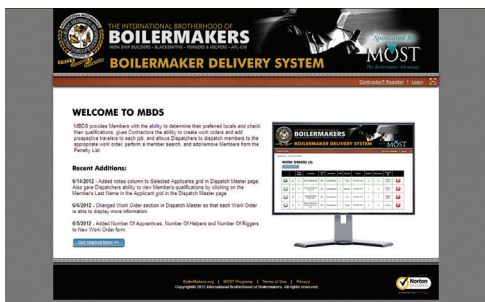 THE INTERNATIONAL BROTHERHOOD OF
BOILERMAKERS
IRON SHIP BUILDERS - BLACKSMITHS - FORGERS & HELPERS - AFL-CIO
BOILERMAKER DELIVERY SYSTEM
Sponsored by
MOST
The Boilermaker Advantage
Contractor? Register | Login
WELCOME TO MBDS
MBDS provides Members with the ability to determine their preferred locals and check
their qualifications, gives Contractors the ability to create work orders and add
prospective travelers to each job, and allows Dispatchers to dispatch members to the
appropriate work order, perform a member search, and add/remove Members from the
Penalty List.
Recent Additions:
6/14/2012 - Added notes column to Selected Applicants grid in Dispatch Master page.
Also gave Dispatchers ability to view Member's qualifications by clicking on the
Member's Last Name in the Applicant grid in the Dispatch Master page.
6/6/2012 - Changed Work Order section in Dispatch Master so that each Work Order
is able to display more information.
6/5/2012 - Added Number Of Apprentices, Number Of Helpers and Number Of Riggers
to New Work Order form.
Get started here >>
BOILERMAKERS
BOILERMAKER DELIVERY SYSTEM
MOST
WORK ORDERS (4)
Boilermakers.org | MOST Programs | Terms of Use | Privacy
Copyright© 2012 International Brotherhood of Boilermakers. All rights reserved.
Norton
SECURED